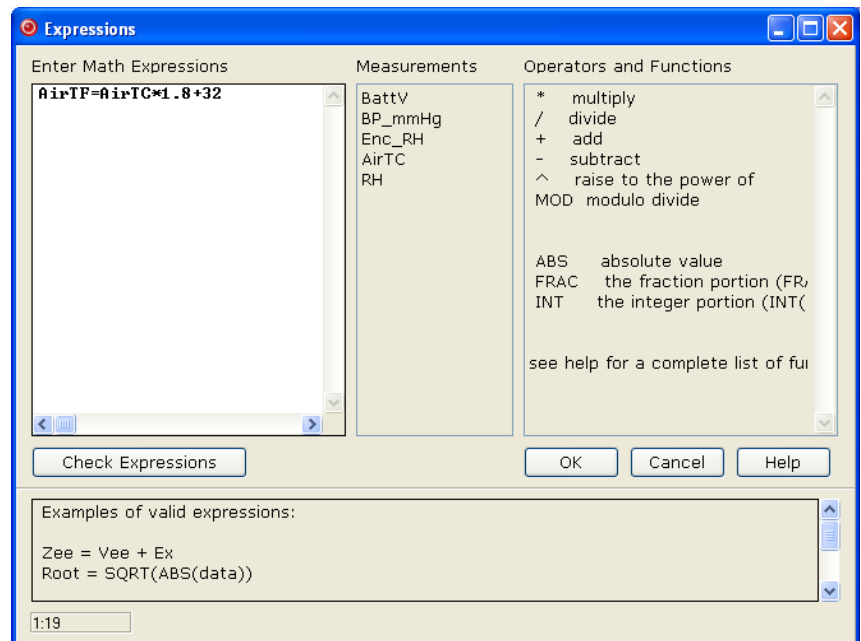 Expressions
Enter Math Expressions
AirTF=AirTC*1.8+32
Measurements
BattV
BP_mmHg
Enc_RH
AirTC
RH
Operators and Functions
* multiply
/ divide
+ add
- subtract
^ raise to the power of
MOD modulo divide
ABS absolute value
FRAC the fraction portion (FRA
INT the integer portion (INT(
see help for a complete list of fu
Check Expressions
OK
Cancel
Help
Examples of valid expressions:
Zee = Vee + Ex
Root = SQRT(ABS(data))
1:19